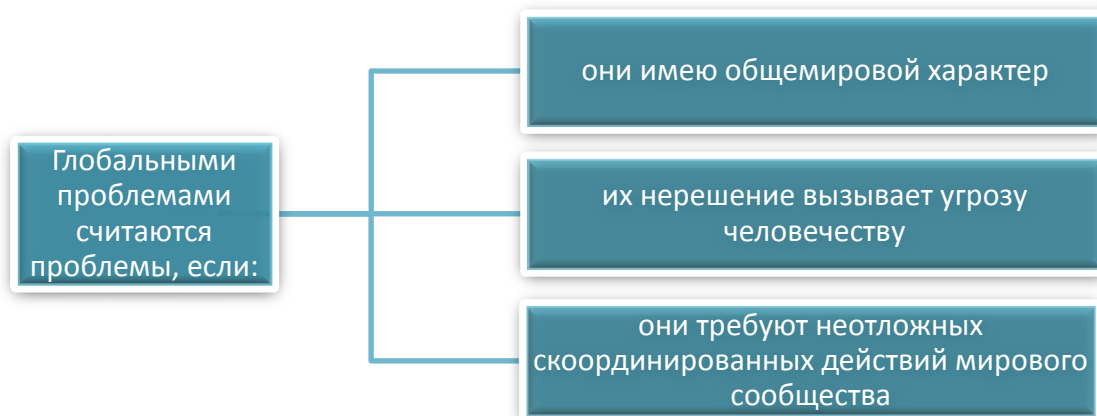 Глобальными
проблемами
считаются
проблемы, если:
они имею общемировой характер
их нерешение вызывает угрозу
человечеству
они требуют неотложных
скоординированных действий мирового
сообщества